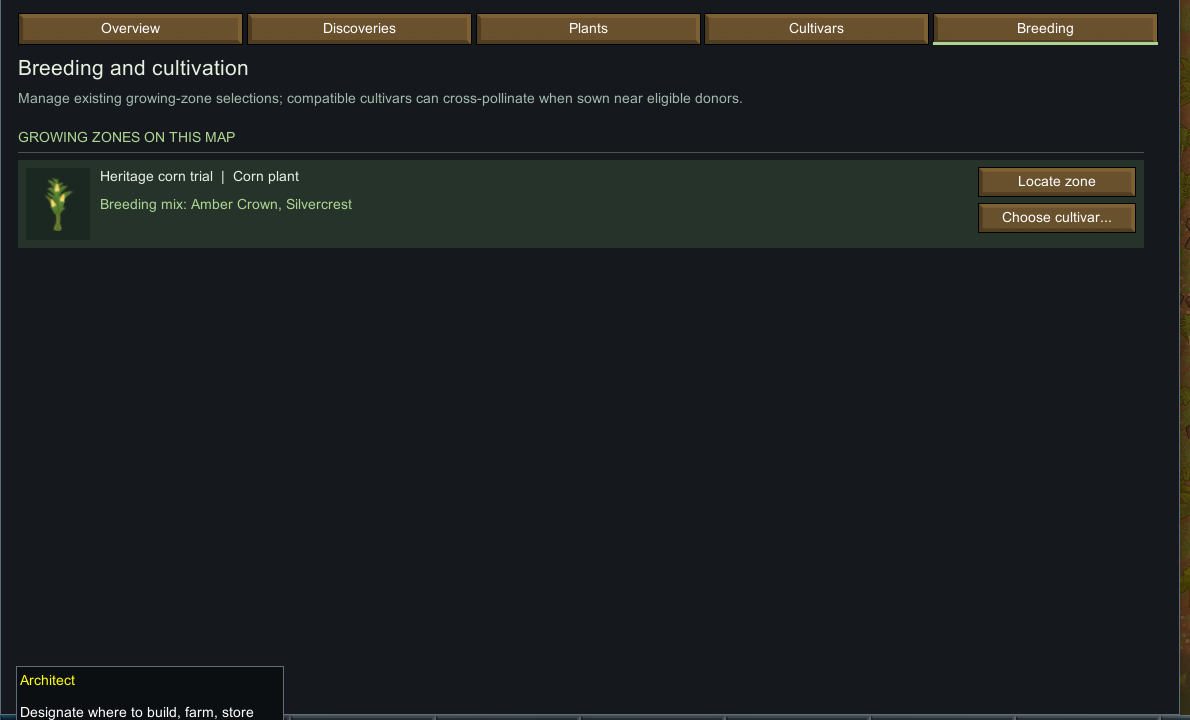 Overview
Discoveries
Plants
Cultivars
Breeding
Breeding and cultivation
Manage existing growing-zone selections; compatible cultivars can cross-pollinate when sown near eligible donors.
GROWING ZONES ON THIS MAP
Heritage corn trial | Corn plant
Breeding mix: Amber Crown, Silvercrest
Locate zone
Choose cultivar...
Architect
Designate where to build, farm, store